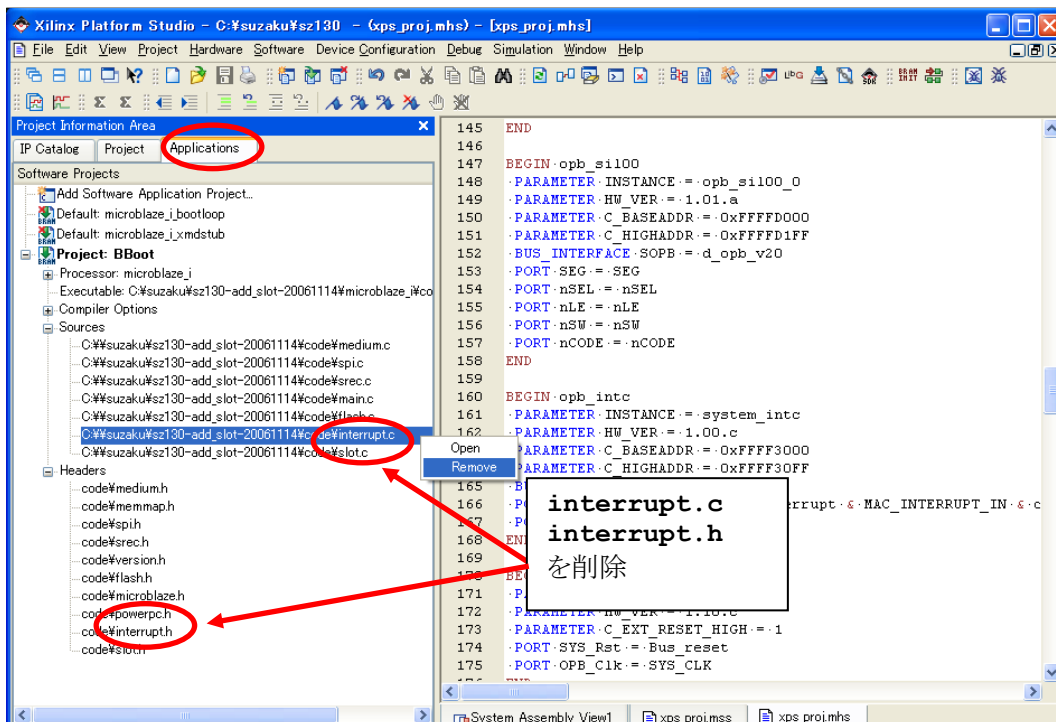 Xilinx Platform Studio - C:¥suzaku¥sz130 - (xps_proj.mhs) - [xps_proj.mhs]
File Edit View Project Hardware Software Device Configuration Debug Simulation Window Help
Project Information Area
IP Catalog Project Applications
Software Projects
Add Software Application Project...
Default: microblaze_i_bootloop
Default: microblaze_i_xmdstub
Project: BBoot
Processor: microblaze_i
Executable: C:¥suzaku¥sz130-add_slot-20061114¥microblaze_i¥co
Compiler Options
Sources
C:¥¥suzaku¥sz130-add_slot-20061114¥code¥medium.c
C:¥¥suzaku¥sz130-add_slot-20061114¥code¥spi.c
C:¥¥suzaku¥sz130-add_slot-20061114¥code¥srec.c
C:¥¥suzaku¥sz130-add_slot-20061114¥code¥main.c
C:¥¥suzaku¥sz130-add_slot-20061114¥code¥flash.c
C:¥¥suzaku¥sz130-add_slot-20061114¥code¥interrupt.c
C:¥¥suzaku¥sz130-add_slot-20061114¥code¥slot.c
Headers
code¥medium.h
code¥memmap.h
code¥spi.h
code¥srec.h
code¥version.h
code¥flash.h
code¥microblaze.h
code¥powerpc.h
code¥interrupt.h
code¥slot.h
Open
Remove
145 END
146
147 BEGIN opb_sil00
148 PARAMETER INSTANCE = opb_sil00_0
149 PARAMETER HW_VER = 1.01.a
150 PARAMETER C_BASEADDR = 0xFFFFD000
151 PARAMETER C_HIGHADDR = 0xFFFFD1FF
152 BUS_INTERFACE SOPB = d_opb_v20
153 PORT SEG = SEG
154 PORT nSEL = nSEL
155 PORT nLE = nLE
156 PORT nSW = nSW
157 PORT nCODE = nCODE
158 END
159
160 BEGIN opb_intc
161 PARAMETER INSTANCE = system_intc
162 PARAMETER HW_VER = 1.00.c
PARAMETER C_BASEADDR = 0xFFFF3000
PARAMETER C_HIGHADDR = 0xFFFF30FF
165
166 errupt & MAC_INTERRUPT_IN & c
167
168
169
170
171
172 PARAMETER HW_VER = 1.10.c
173 PARAMETER C_EXT_RESET_HIGH = 1
174 PORT SYS_Rst = Bus_reset
175 PORT OPB_Clk = SYS_CLK
interrupt.c
interrupt.h
を削除
System Assembly View1 xps_proj.mss xps_proj.mhs